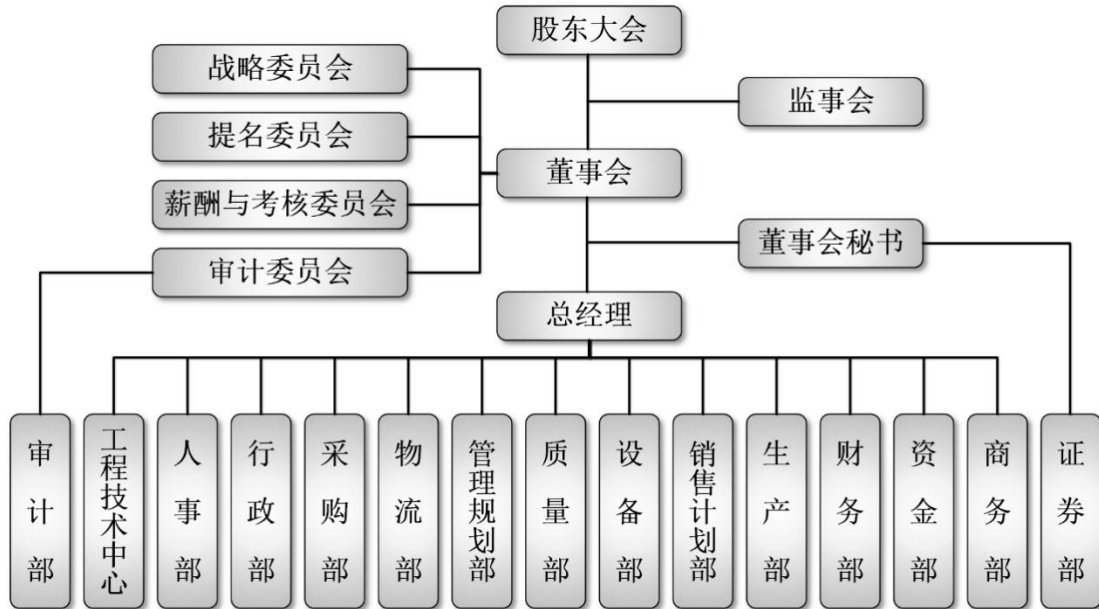 股东大会
战略委员会
监事会
提名委员会
董事会
薪酬与考核委员会
董事会秘书
审计委员会
总经理
审计部
工程技术中心
人事部
行政部
采购部
物流部
管理规划部
质量部
设备部
销售计划部
生产部
财务部
资金部
商务部
证券部